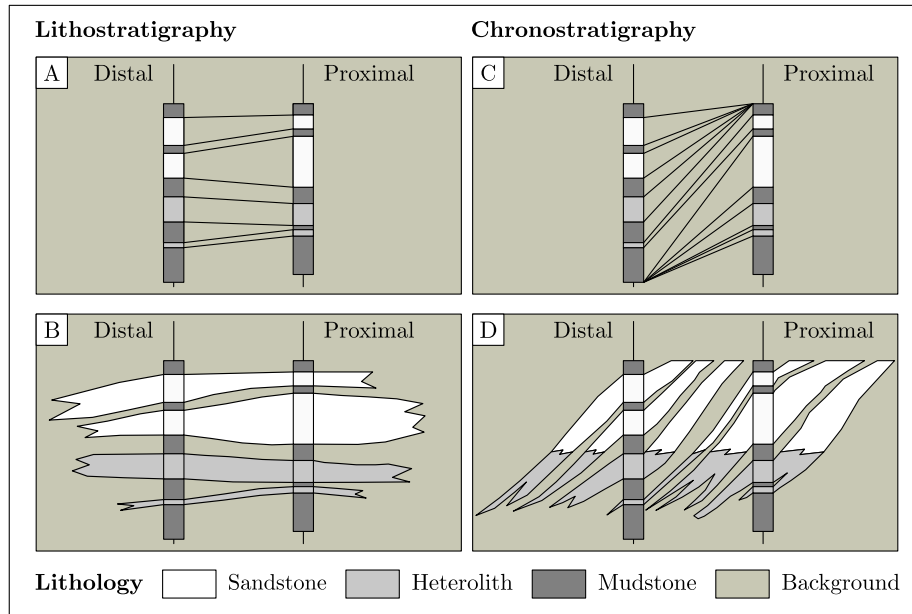 Lithostratigraphy
Chronostratigraphy
A
Distal
Proximal
C
Distal
Proximal
B
Distal
Proximal
D
Distal
Proximal
Lithology
Sandstone
Heterolith
Mudstone
Background